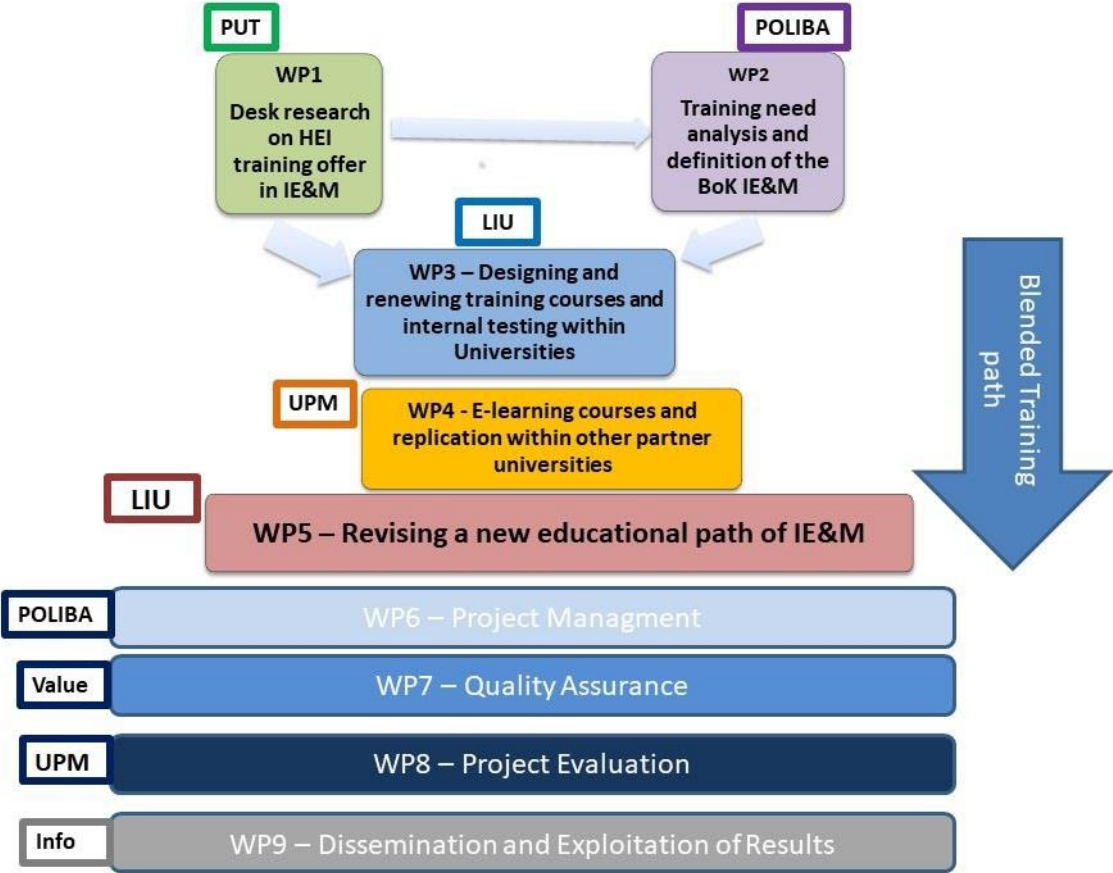 PUT
WP1
Desk research
on HEI
training offer
in IE&M
POLIBA
WP2
Training need
analysis and
definition of the
BoK IE&M
LIU
WP3 – Designing and
renewing training courses and
internal testing within
Universities
UPM
WP4 - E-learning courses and
replication within other partner
universities
LIU
WP5 – Revising a new educational path of IE&M
Blended Training
path
POLIBA
WP6 – Project Managment
Value
WP7 – Quality Assurance
UPM
WP8 – Project Evaluation
Info
WP9 – Dissemination and Exploitation of Results